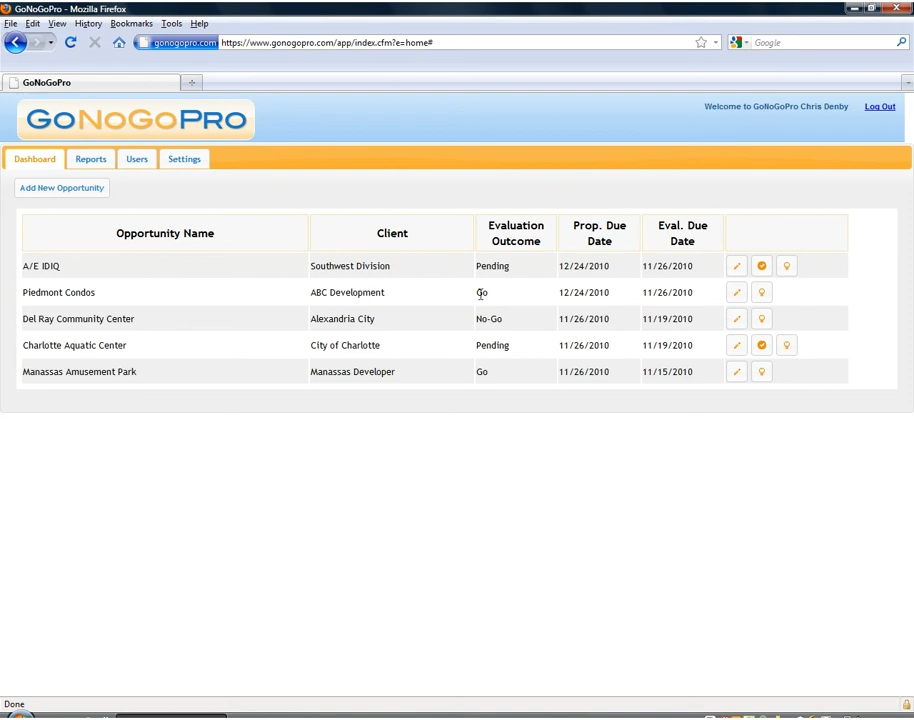 GoNoGoPro - Mozilla Firefox
File Edit View History Bookmarks Tools Help
gonogopro.com https://www.gonogopro.com/app/index.cfm?e=home# Google
GoNoGoPro
GoNoGoPro
Welcome to GoNoGoPro Chris Denby Log Out
Dashboard Reports Users Settings
Add New Opportunity
Opportunity Name Client Evaluation Outcome Prop. Due Date Eval. Due Date
A/E IDIQ Southwest Division Pending 12/24/2010 11/26/2010
Piedmont Condos ABC Development Go 12/24/2010 11/26/2010
Del Ray Community Center Alexandria City No-Go 11/26/2010 11/19/2010
Charlotte Aquatic Center City of Charlotte Pending 11/26/2010 11/19/2010
Manassas Amusement Park Manassas Developer Go 11/26/2010 11/15/2010
Done